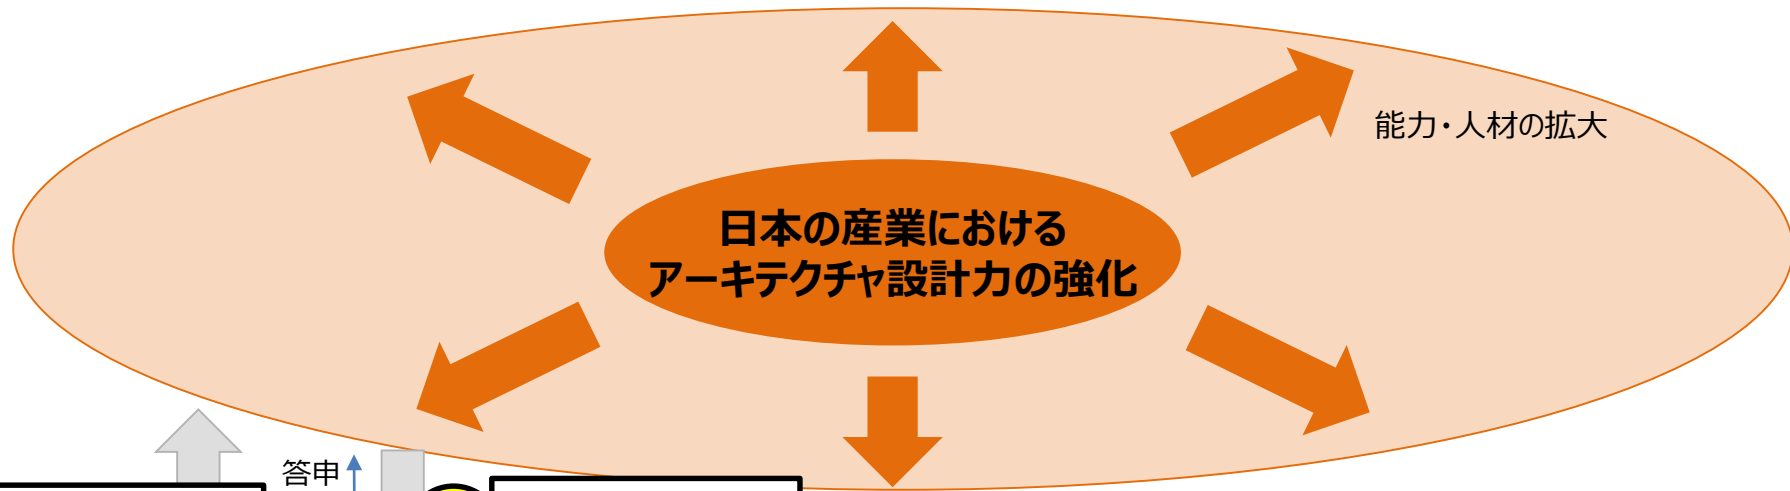 能力・人材の拡大
日本の産業における
アーキテクチャ設計力の強化
答申